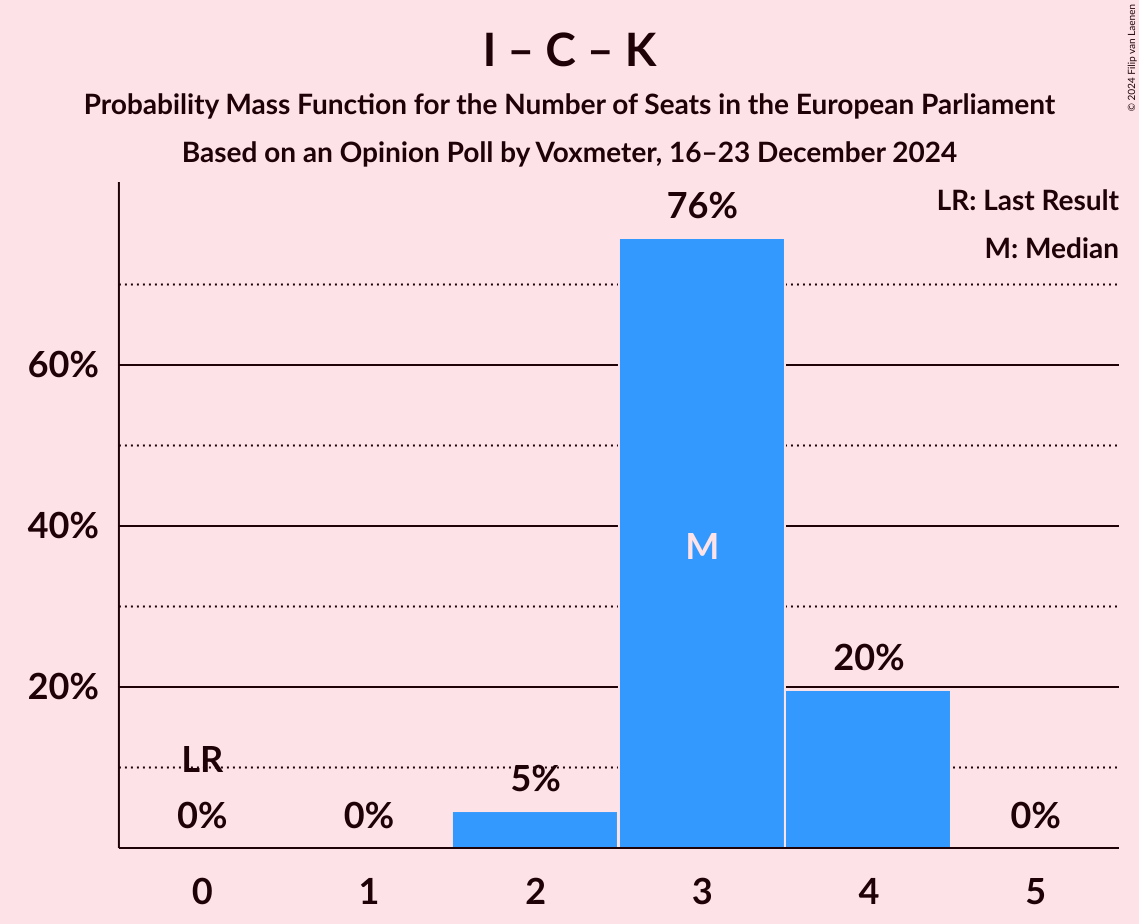 I – C – K
Probability Mass Function for the Number of Seats in the European Parliament
Based on an Opinion Poll by Voxmeter, 16–23 December 2024
© 2024 Filip van Laenen
LR: Last Result
M: Median
76%
60%
40%
M
20%
20%
LR
5%
0%
0%
0%
0
1
2
3
4
5